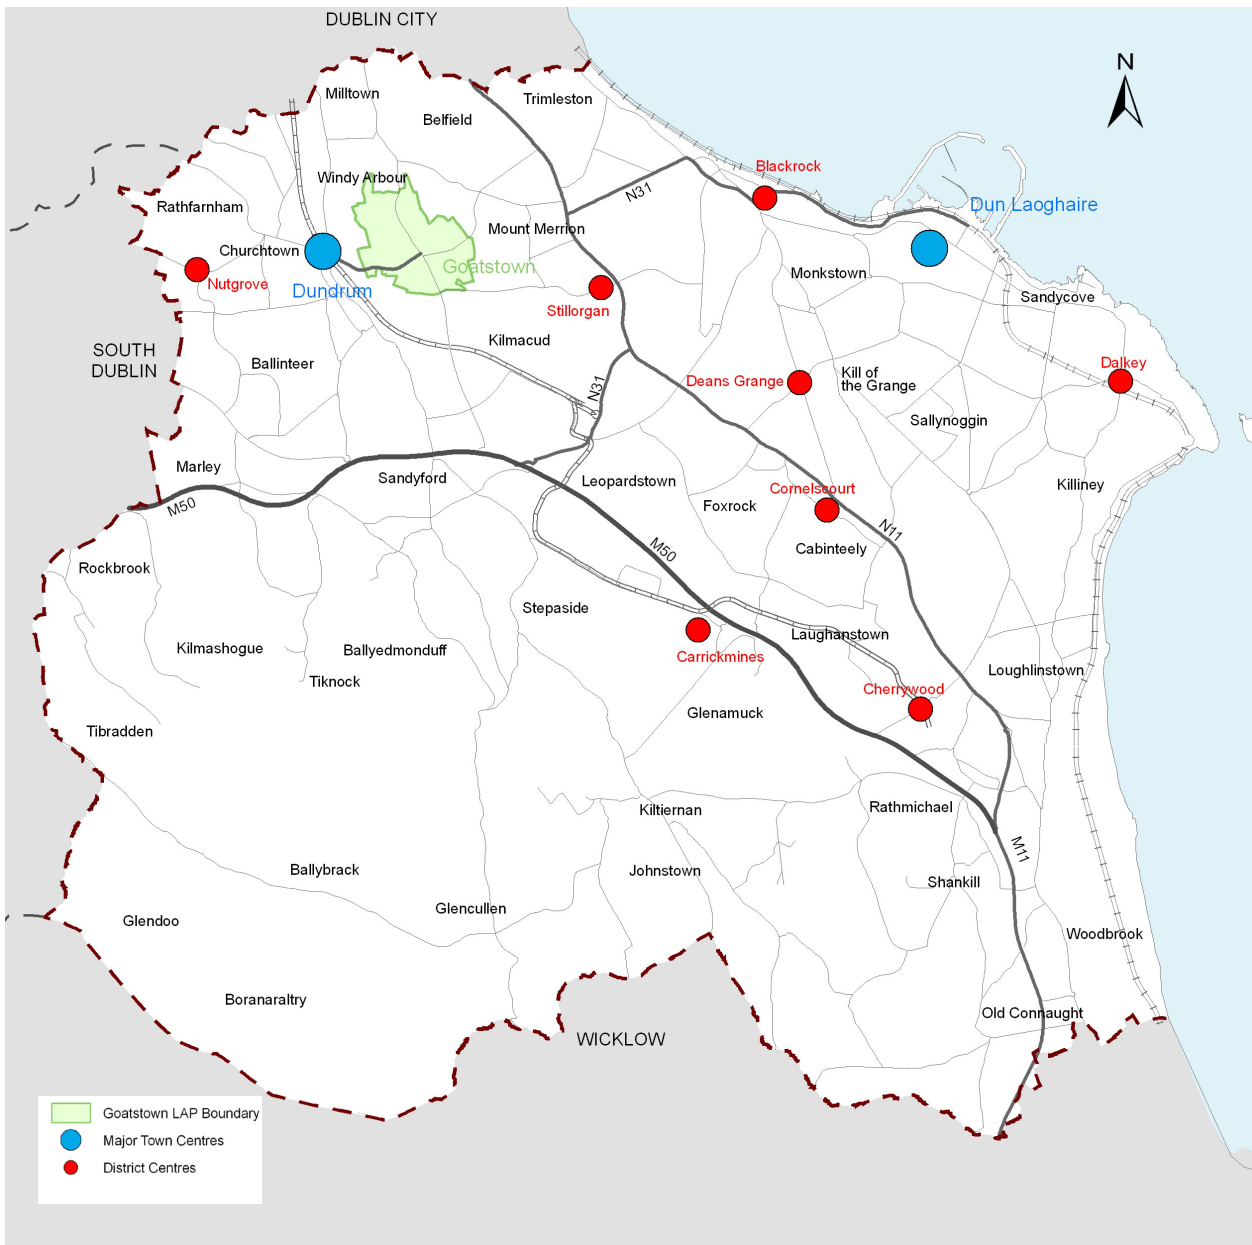 DUBLIN CITY
N
Milltown
Trimleston
Belfield
Blackrock
Windy Arbour
N31
Rathfarnham
Dun Laoghaire
Mount Merrion
Churchtown
Goatstown
Monkstown
Nutgrove
Dundrum
Sandycove
Stillorgan
Kilmacud
SOUTH
DUBLIN
Ballinteer
Dalkey
Deans Grange
Kill of
the Grange
N31
Sallynoggin
Marley
Sandyford
Leopardstown
Cornelscourt
Killiney
M50
Foxrock
N11
M50
Cabinteely
Rockbrook
Stepaside
Laughanstown
Kilmashogue
Ballyedmonduff
Carrickmines
Loughlinstown
Tiknock
Cherrywood
Glenamuck
Tibradden
Kiltiernan
Rathmichael
M11
Ballybrack
Johnstown
Shankill
Glencullen
Glendoo
Woodbrook
Boranaraltry
Old Connaught
WICKLOW
Goatstown LAP Boundary
Major Town Centres
District Centres